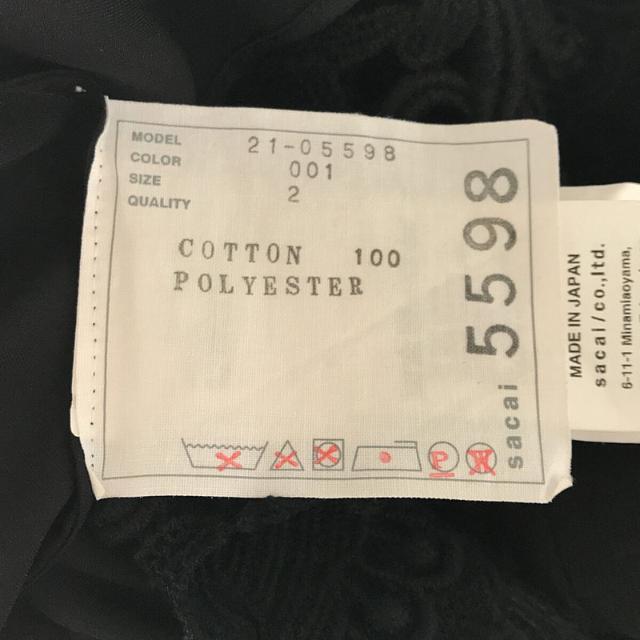 MODEL 21-05598
COLOR 001
SIZE 2
QUALITY
COTTON 100
POLYESTER
P
W
sacai 5598
MADE IN JAPAN
sacai/co.,ltd.
6-11-1 Minamiaoyama,